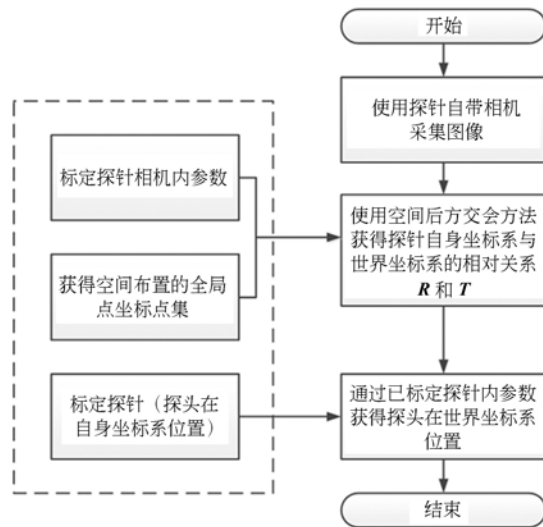 开始
使用探针自带相机
采集图像
标定探针相机内参数
使用空间后方交会方法
获得探针自身坐标系与
世界坐标系的相对关系
R 和 T
获得空间布置的全局
点坐标点集
标定探针（探头在
自身坐标系位置）
通过已标定探针内参数
获得探头在世界坐标系
位置
结束